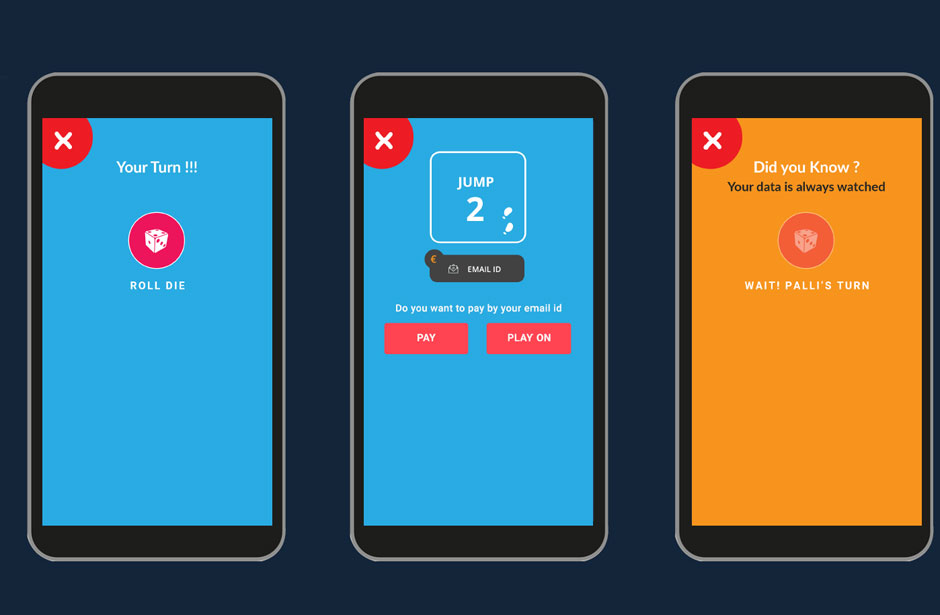 Your Turn !!!
ROLL DIE
JUMP
2
€
EMAIL ID
Do you want to pay by your email id
PAY
PLAY ON
Did you Know ?
Your data is always watched
WAIT! PALLI'S TURN